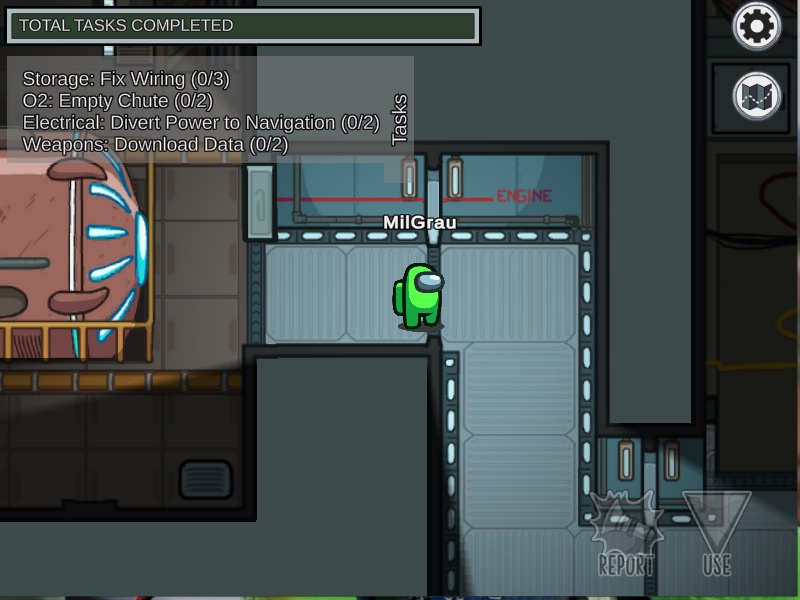 TOTAL TASKS COMPLETED
Storage: Fix Wiring (0/3)
O2: Empty Chute (0/2)
Electrical: Divert Power to Navigation (0/2)
Weapons: Download Data (0/2)
Tasks
ENGINE
MilGrau
REPORT
USE